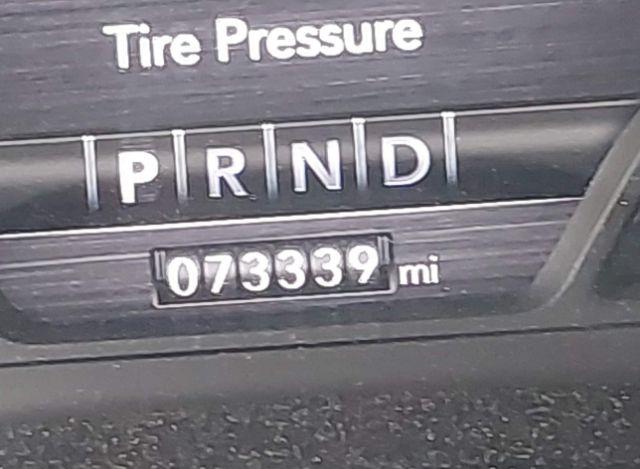 Tire Pressure
P R N D
073339 mi